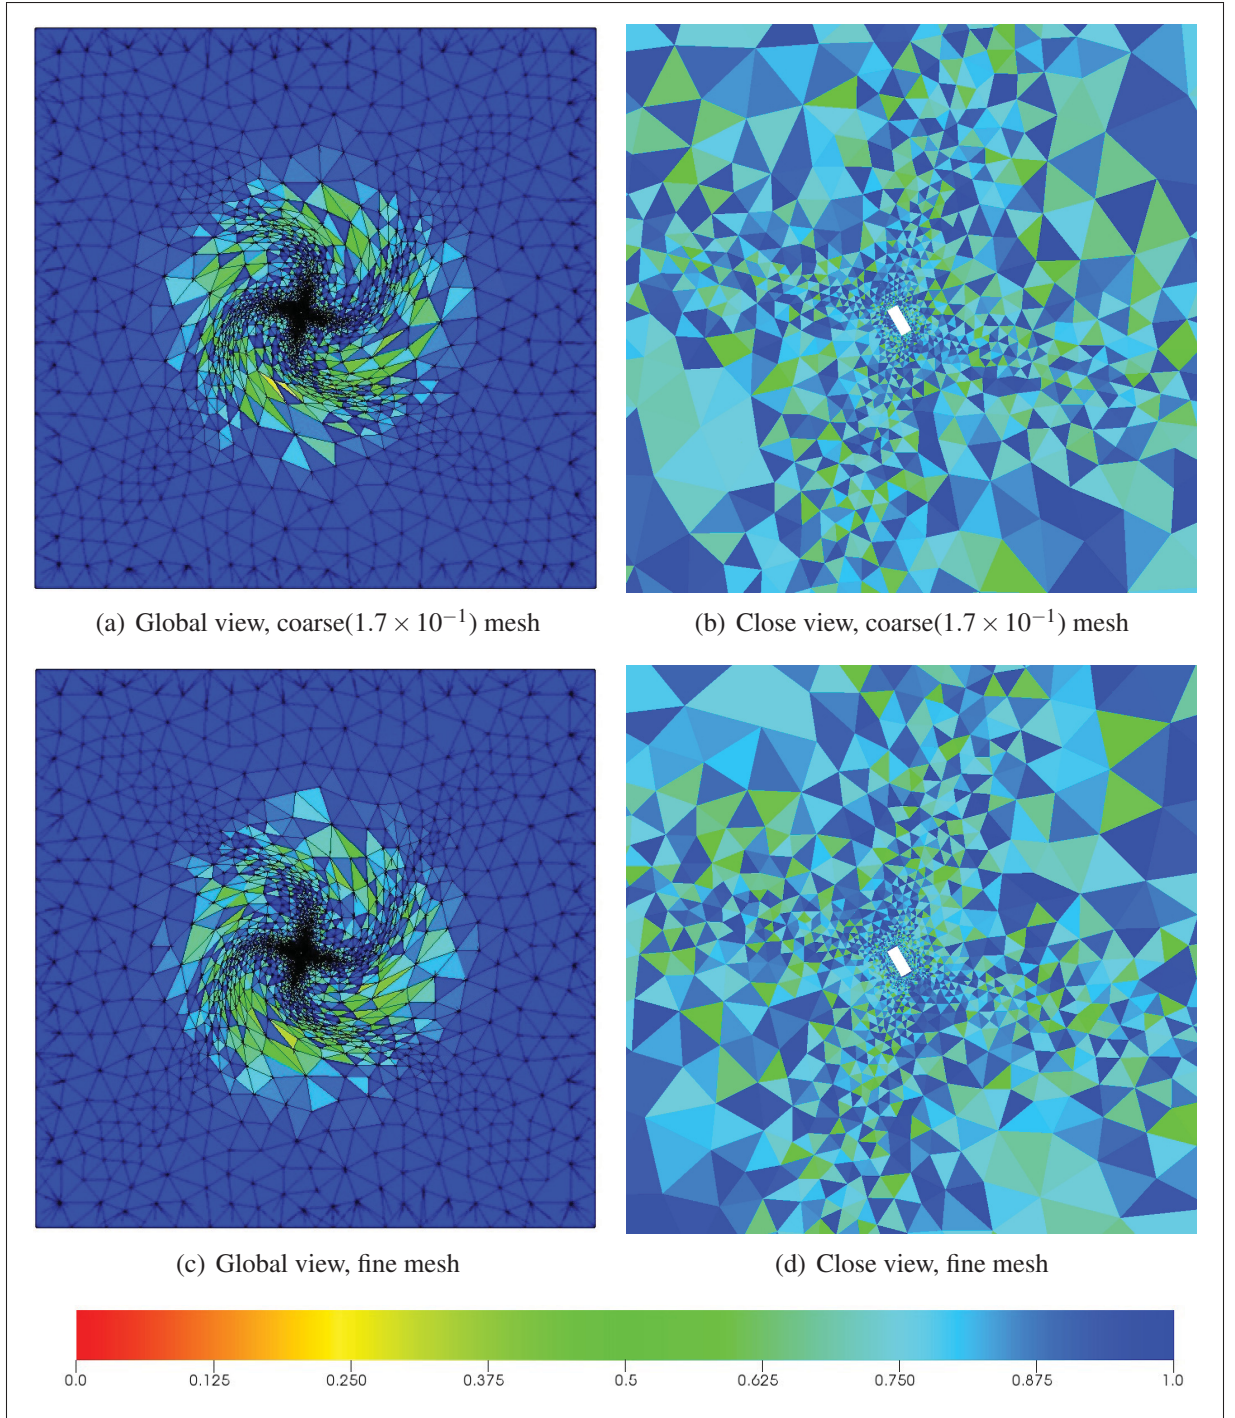 (a) Global view, coarse(1.7 × 10⁻¹) mesh
(b) Close view, coarse(1.7 × 10⁻¹) mesh
(c) Global view, fine mesh
(d) Close view, fine mesh
0.0 0.125 0.250 0.375 0.5 0.625 0.750 0.875 1.0